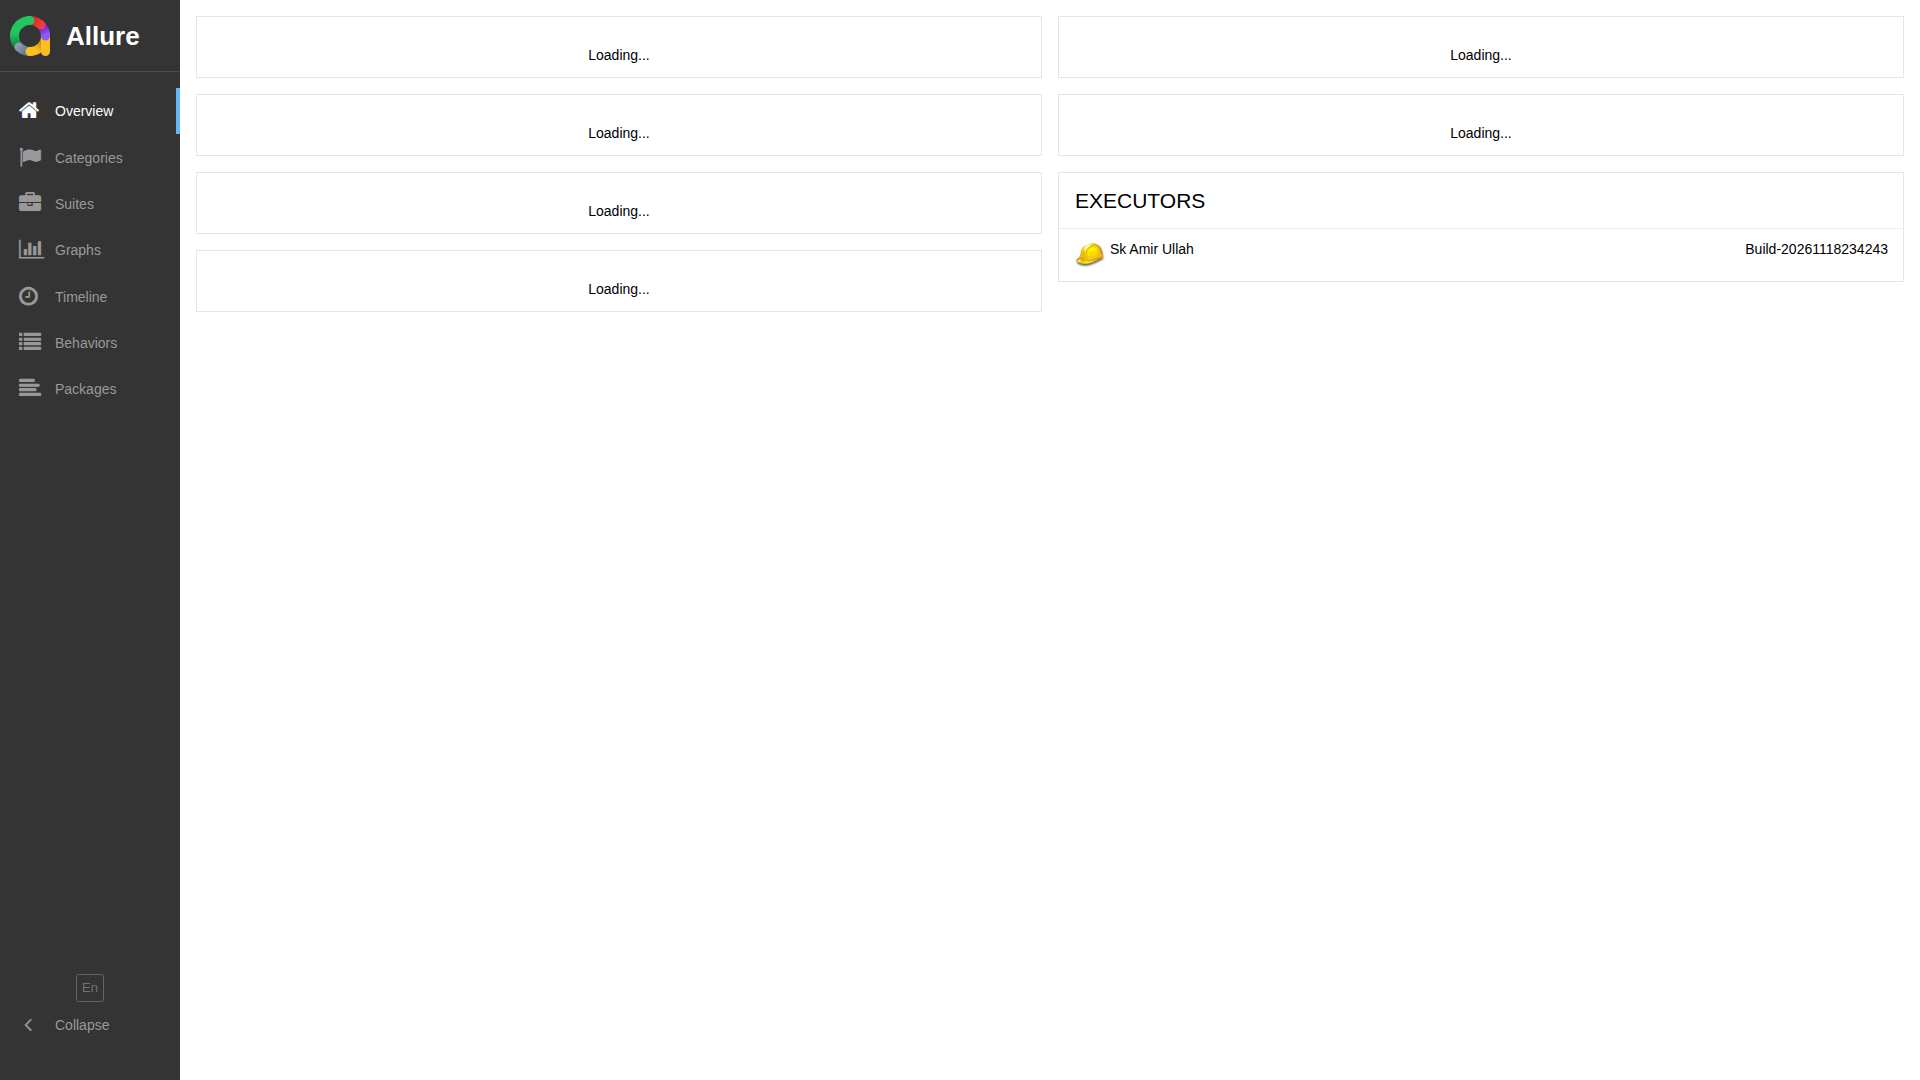 Allure
Overview
Categories
Suites
Graphs
Timeline
Behaviors
Packages
En
Collapse
Loading...
Loading...
Loading...
Loading...
Loading...
Loading...
EXECUTORS
Sk Amir Ullah
Build-20261118234243